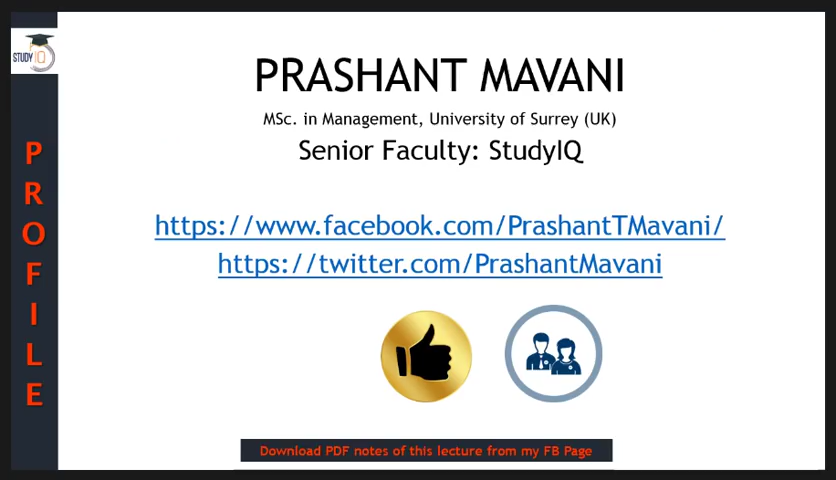 STUDY IQ
PROFILE
PRASHANT MAVANI
MSc. in Management, University of Surrey (UK)
Senior Faculty: StudyIQ
https://www.facebook.com/PrashantTMavani/
https://twitter.com/PrashantMavani
Download PDF notes of this lecture from my FB Page